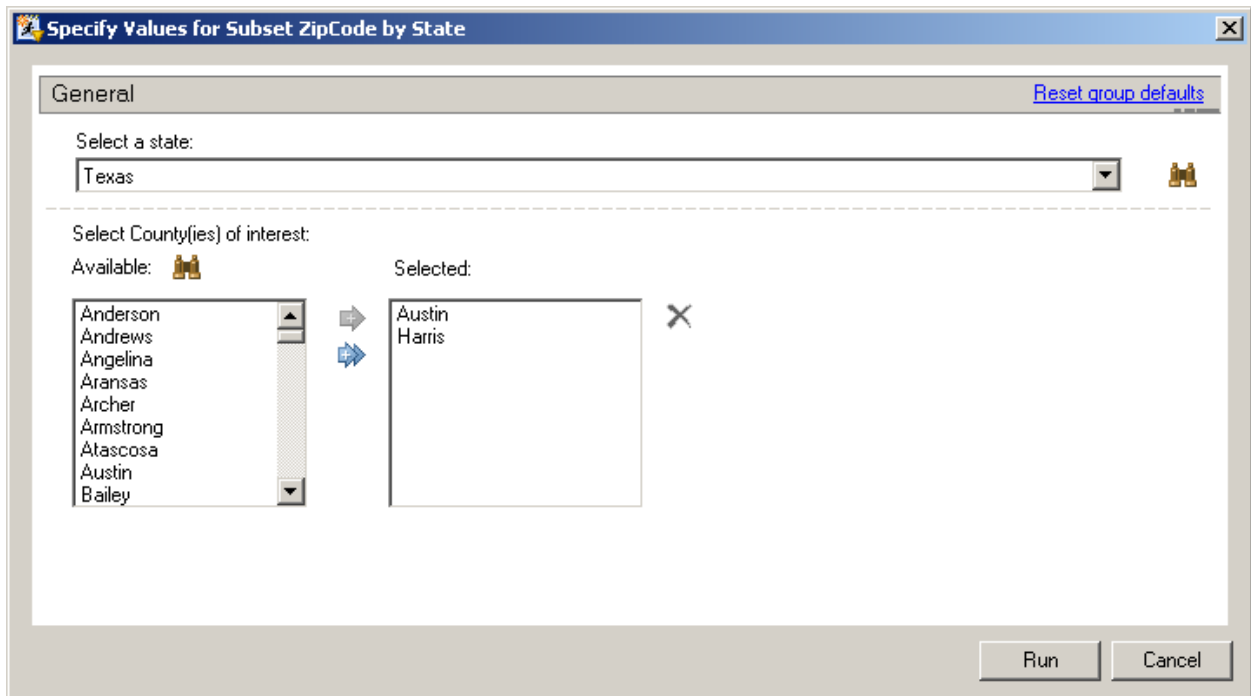 Specify Values for Subset ZipCode by State
General
Reset group defaults
Select a state:
Texas
Select County(ies) of interest:
Available:
Selected:
Anderson
Andrews
Angelina
Aransas
Archer
Armstrong
Atascosa
Austin
Bailey
Austin
Harris
Run
Cancel